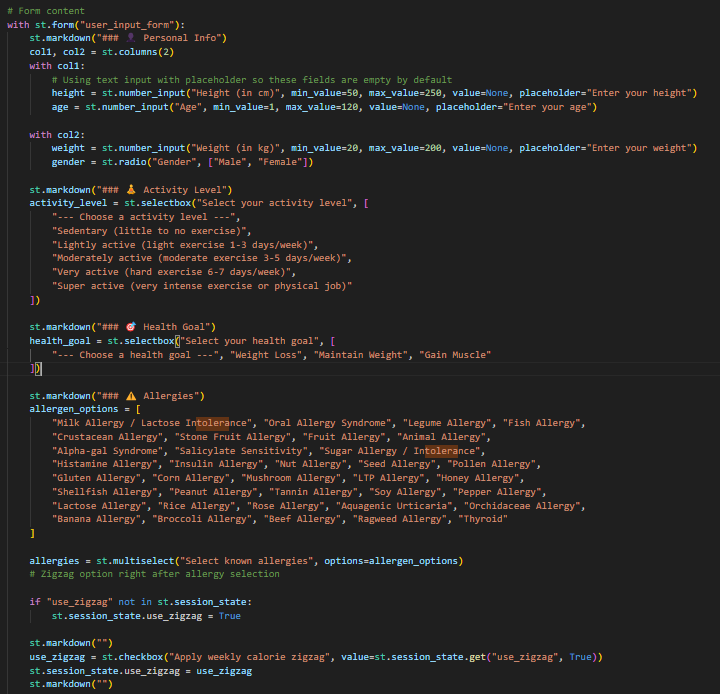 # Form content
with st.form("user_input_form"):
st.markdown("### Personal Info")
col1, col2 = st.columns(2)
with col1:
# Using text input with placeholder so these fields are empty by default
height = st.number_input("Height (in cm)", min_value=50, max_value=250, value=None, placeholder="Enter your height")
age = st.number_input("Age", min_value=1, max_value=120, value=None, placeholder="Enter your age")
with col2:
weight = st.number_input("Weight (in kg)", min_value=20, max_value=200, value=None, placeholder="Enter your weight")
gender = st.radio("Gender", ["Male", "Female"])
st.markdown("### 🧘 Activity Level")
activity_level = st.selectbox("Select your activity level", [
"--- Choose a activity level ---",
"Sedentary (little to no exercise)",
"Lightly active (light exercise 1-3 days/week)",
"Moderately active (moderate exercise 3-5 days/week)",
"Very active (hard exercise 6-7 days/week)",
"Super active (very intense exercise or physical job)"
])
st.markdown("### 🎯 Health Goal")
health_goal = st.selectbox("Select your health goal", [
"--- Choose a health goal ---", "Weight Loss", "Maintain Weight", "Gain Muscle"
])
st.markdown("### ⚠️ Allergies")
allergen_options = [
"Milk Allergy / Lactose Intolerance", "Oral Allergy Syndrome", "Legume Allergy", "Fish Allergy",
"Crustacean Allergy", "Stone Fruit Allergy", "Fruit Allergy", "Animal Allergy",
"Alpha-gal Syndrome", "Salicylate Sensitivity", "Sugar Allergy / Intolerance",
"Histamine Allergy", "Insulin Allergy", "Nut Allergy", "Seed Allergy", "Pollen Allergy",
"Gluten Allergy", "Corn Allergy", "Mushroom Allergy", "LTP Allergy", "Honey Allergy",
"Shellfish Allergy", "Peanut Allergy", "Tannin Allergy", "Soy Allergy", "Pepper Allergy",
"Lactose Allergy", "Rice Allergy", "Rose Allergy", "Aquagenic Urticaria", "Orchidaceae Allergy",
"Banana Allergy", "Broccoli Allergy", "Beef Allergy", "Ragweed Allergy", "Thyroid"
]
allergies = st.multiselect("Select known allergies", options=allergen_options)
# Zigzag option right after allergy selection
if "use_zigzag" not in st.session_state:
st.session_state.use_zigzag = True
st.markdown("")
use_zigzag = st.checkbox("Apply weekly calorie zigzag", value=st.session_state.get("use_zigzag", True))
st.session_state.use_zigzag = use_zigzag
st.markdown("")